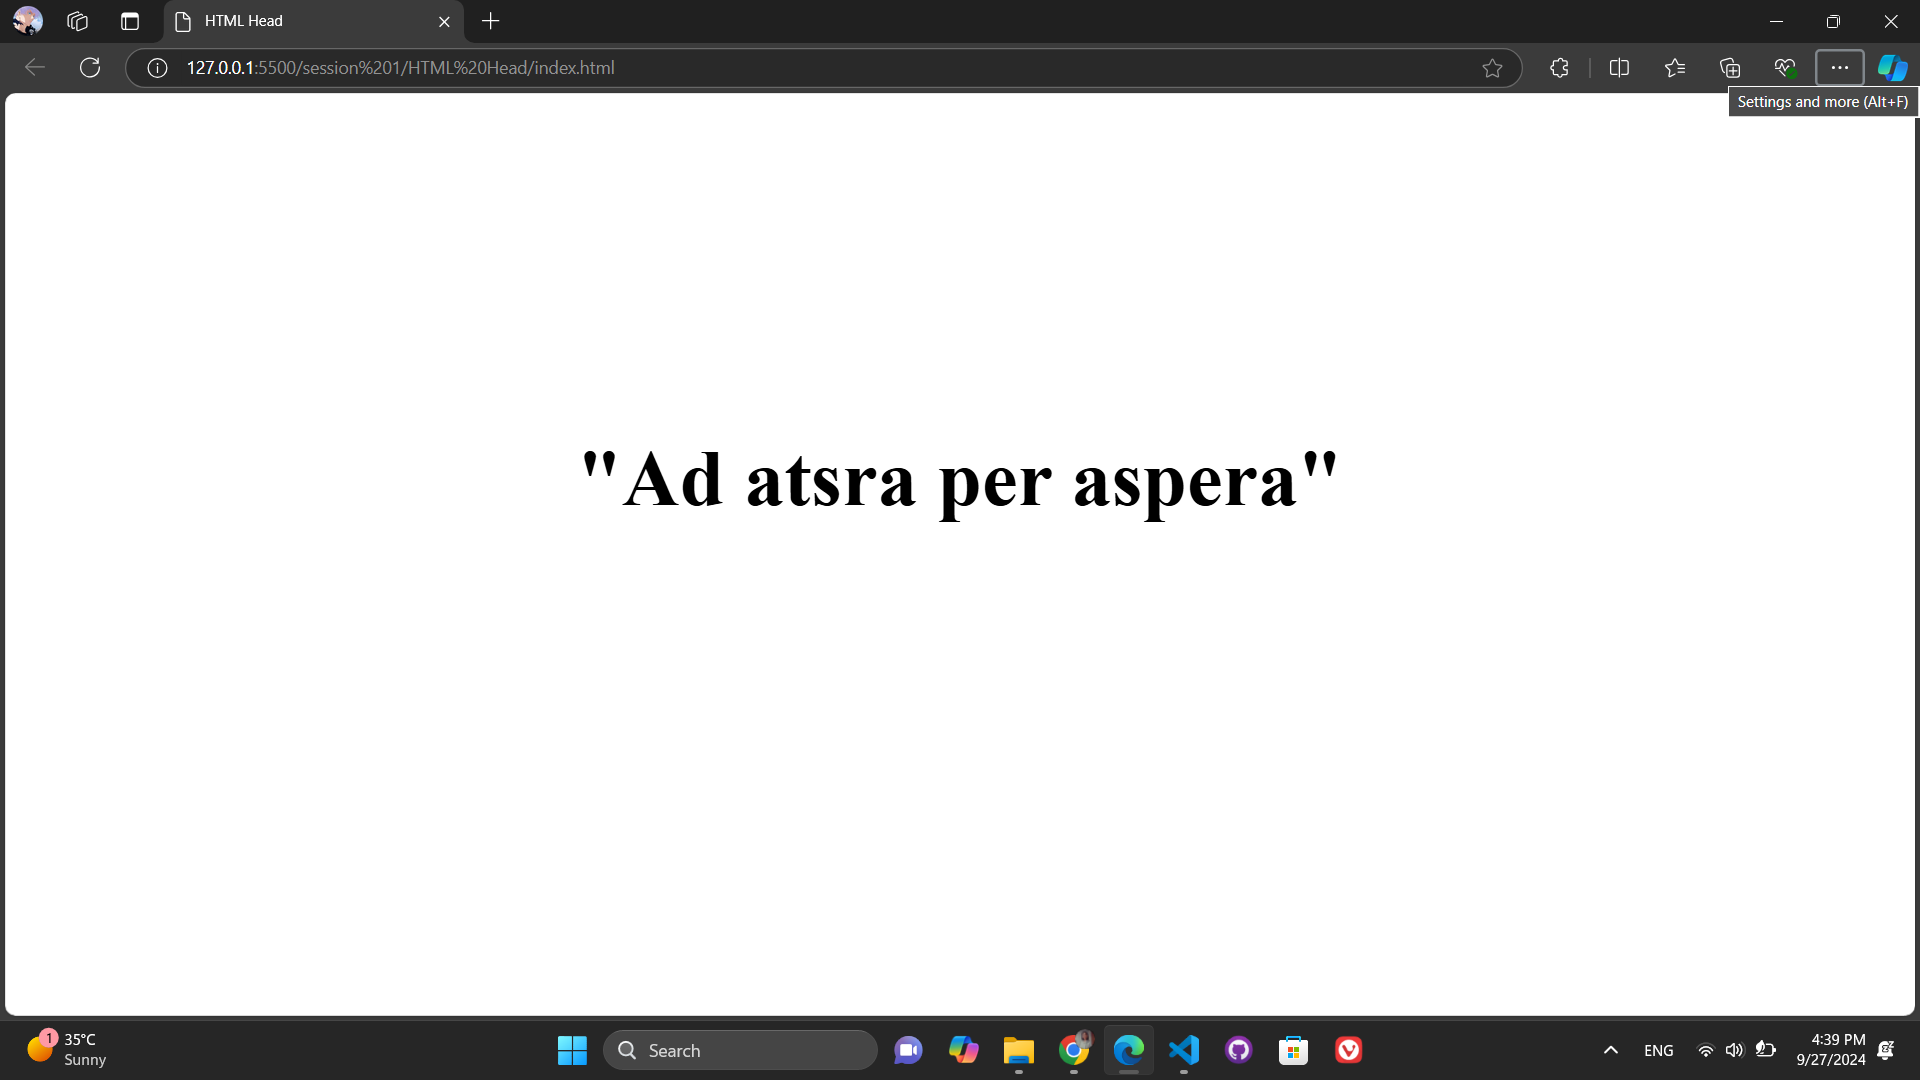 HTML Head
127.0.0.1:5500/session%201/HTML%20Head/index.html
Settings and more (Alt+F)
"Ad atsra per aspera"
1
35°C
Sunny
Search
ENG
4:39 PM
9/27/2024